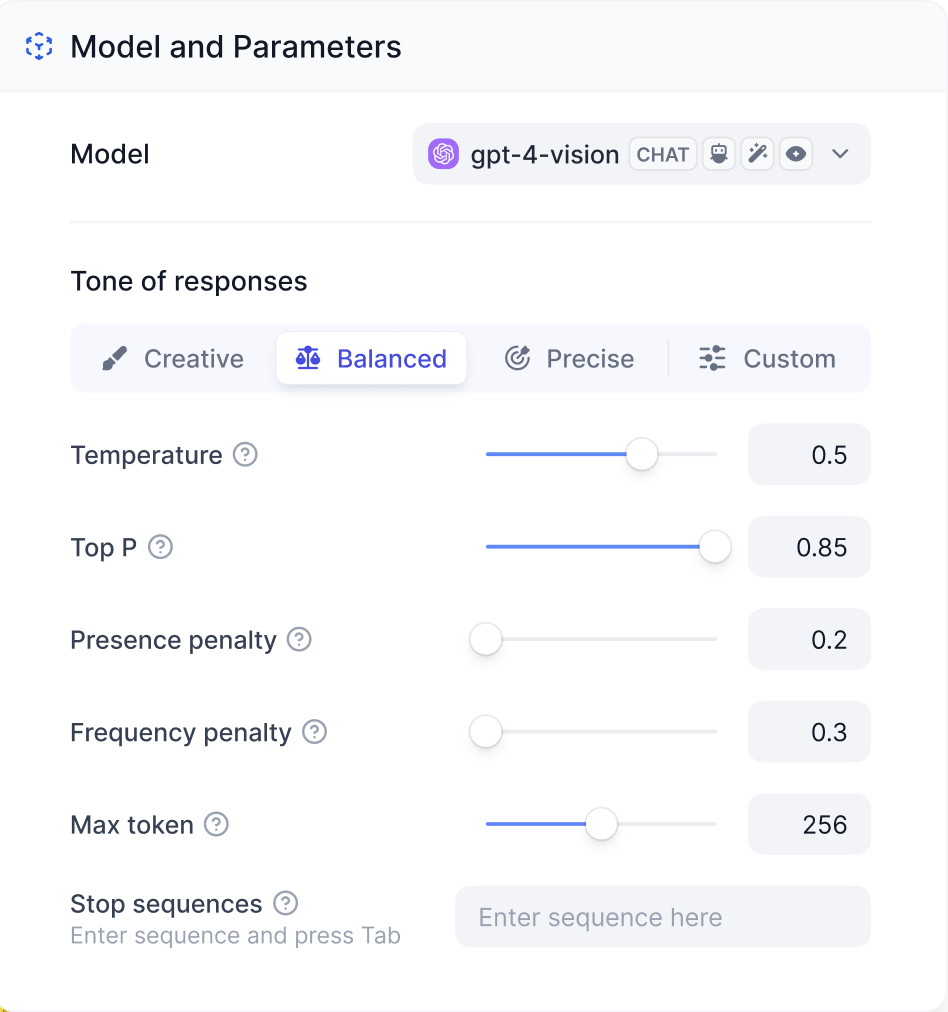 Model and Parameters
Model
gpt-4-vision CHAT
Tone of responses
Creative Balanced Precise Custom
Temperature ? 0.5
Top P ? 0.85
Presence penalty ? 0.2
Frequency penalty ? 0.3
Max token ? 256
Stop sequences ?
Enter sequence and press Tab
Enter sequence here